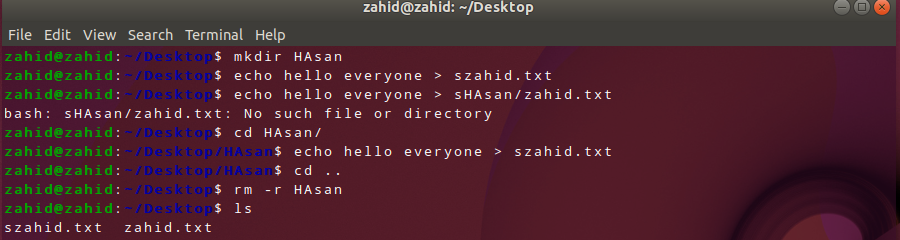 zahid@zahid: ~/Desktop
File Edit View Search Terminal Help
zahid@zahid:~/Desktop$ mkdir HAsan
zahid@zahid:~/Desktop$ echo hello everyone > szahid.txt
zahid@zahid:~/Desktop$ echo hello everyone > sHAsan/zahid.txt
bash: sHAsan/zahid.txt: No such file or directory
zahid@zahid:~/Desktop$ cd HAsan/
zahid@zahid:~/Desktop/HAsan$ echo hello everyone > szahid.txt
zahid@zahid:~/Desktop/HAsan$ cd ..
zahid@zahid:~/Desktop$ rm -r HAsan
zahid@zahid:~/Desktop$ ls
szahid.txt  zahid.txt